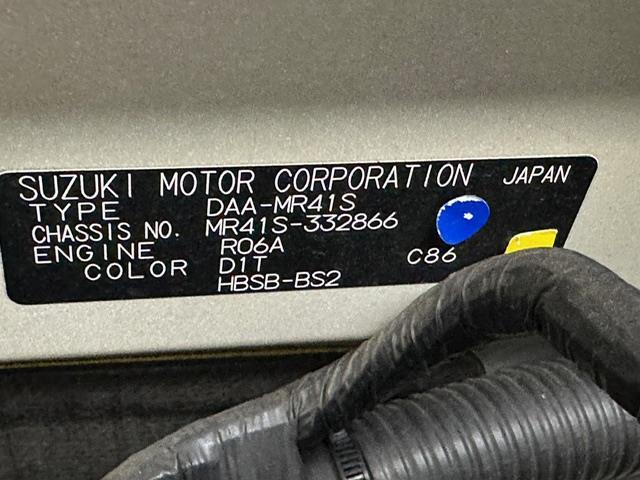 SUZUKI MOTOR CORPORATION JAPAN
TYPE DAA-MR41S
CHASSIS NO. MR41S-332866
ENGINE R06A
COLOR D1T C86
HBSB-BS2